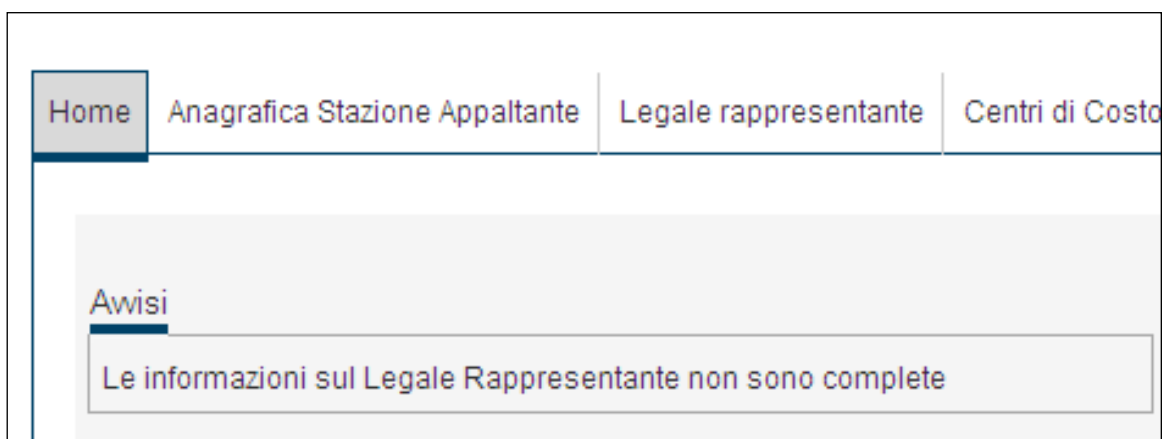 Home Anagrafica Stazione Appaltante Legale rappresentante Centri di Costo
Avvisi
Le informazioni sul Legale Rappresentante non sono complete